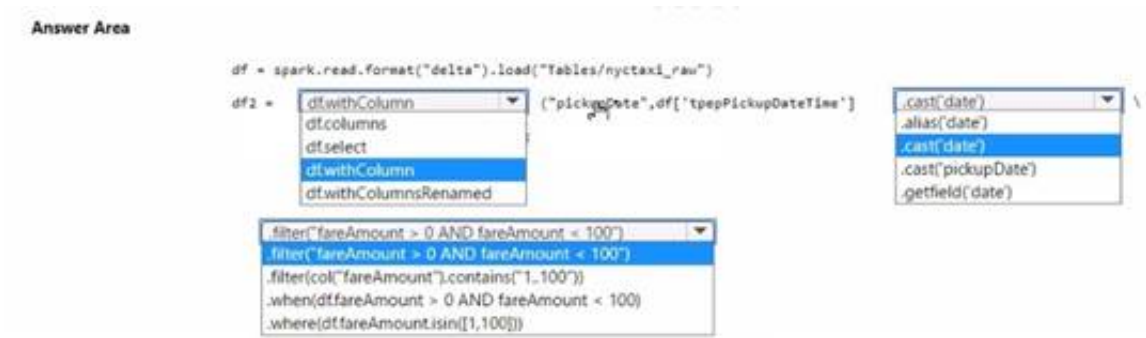 Answer Area
df = spark.read.format("delta").load("Tables/nyctaxi_raw")
df2 = df.withColumn ("pickupDate",df['tpepPickupDateTime'] .cast('date') \
df.columns
df.select
df.withColumn
df.withColumnsRenamed
.alias('date')
.cast('date')
.cast('pickupDate')
.getfield('date')
.filter("fareAmount > 0 AND fareAmount < 100")
.filter("fareAmount > 0 AND fareAmount < 100")
.filter(col("fareAmount").contains("1..100"))
.when(df.fareAmount > 0 AND fareAmount < 100)
.where(df.fareAmount.isin([1,100]))